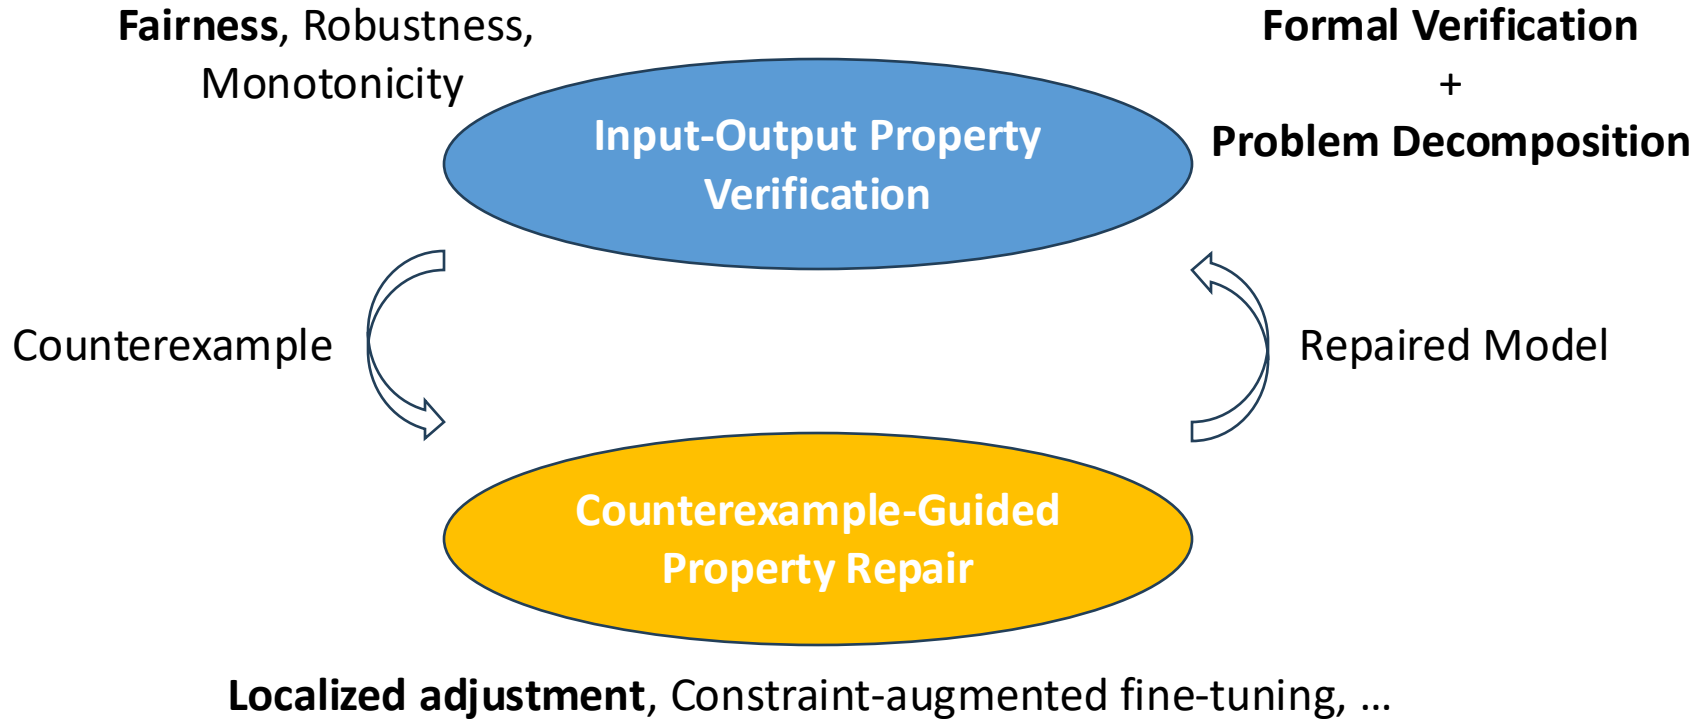 Fairness, Robustness,
Monotonicity
Formal Verification
+
Problem Decomposition
Input-Output Property
Verification
Counterexample
Repaired Model
Counterexample-Guided
Property Repair
Localized adjustment, Constraint-augmented fine-tuning, ...